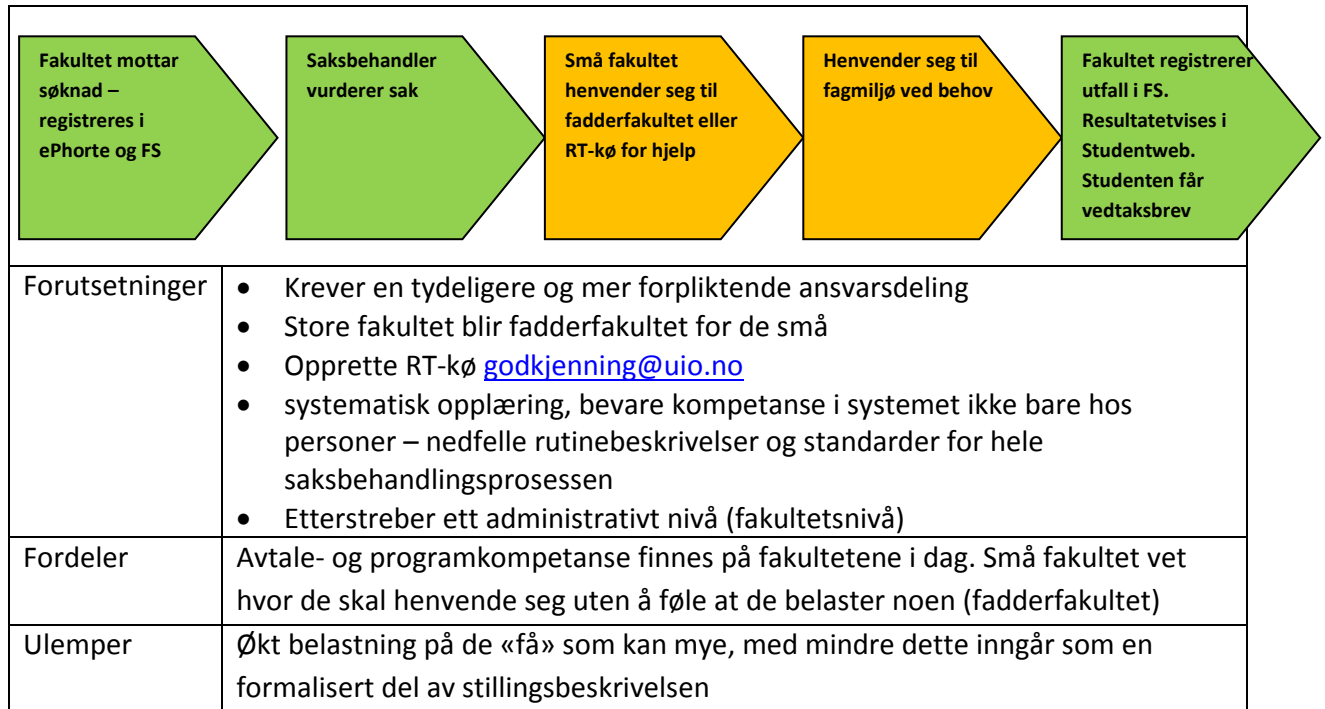 Fakultet mottar
søknad –
registreres i
ePhorte og FS
Saksbehandler
vurderer sak
Små fakultet
henvender seg til
fadderfakultet eller
RT-kø for hjelp
Henvender seg til
fagmiljø ved behov
Fakultet registrerer
utfall i FS.
Resultatetvises i
Studentweb.
Studenten får
vedtaksbrev
Forutsetninger
• Krever en tydeligere og mer forpliktende ansvarsdeling
• Store fakultet blir fadderfakultet for de små
• Opprette RT-kø godkjenning@uio.no
• systematisk opplæring, bevare kompetanse i systemet ikke bare hos
personer – nedfelle rutinebeskrivelser og standarder for hele
saksbehandlingsprosessen
• Etterstreber ett administrativt nivå (fakultetsnivå)
Fordeler
Avtale- og programkompetanse finnes på fakultetene i dag. Små fakultet vet
hvor de skal henvende seg uten å føle at de belaster noen (fadderfakultet)
Ulemper
Økt belastning på de «få» som kan mye, med mindre dette inngår som en
formalisert del av stillingsbeskrivelsen